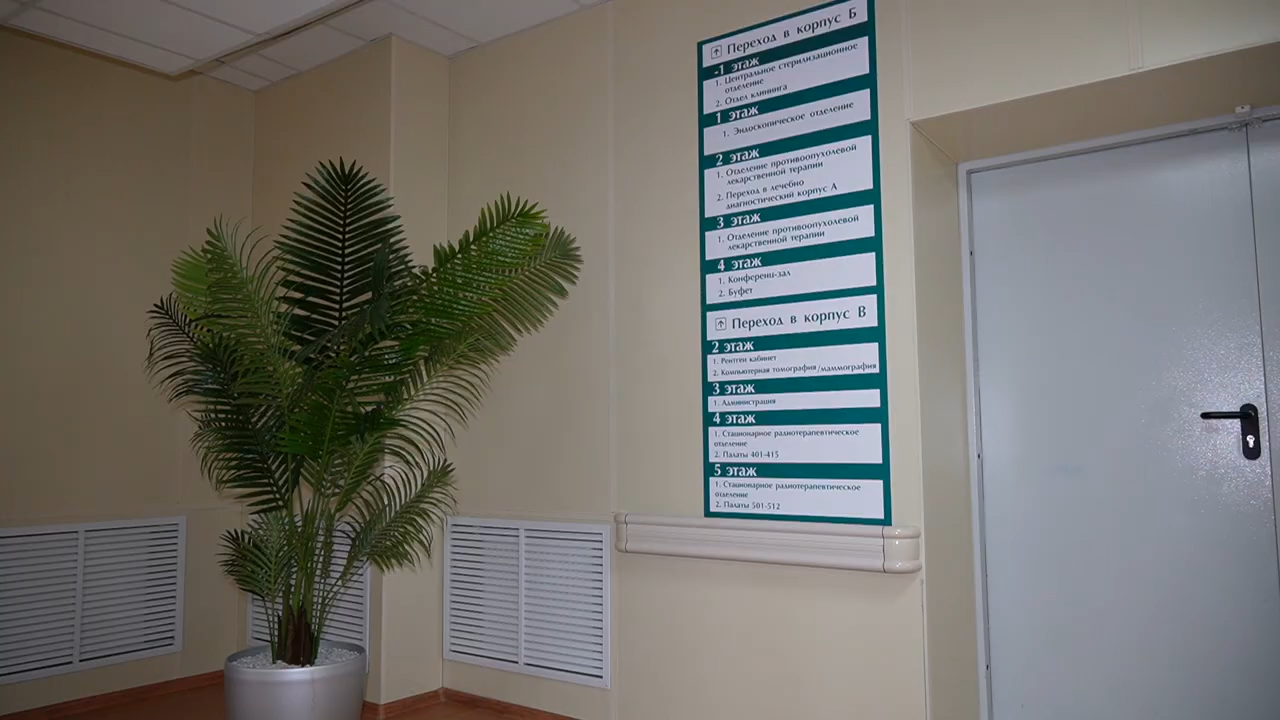 Переход в корпус Б
-1 этаж
1. Центральное стерилизационное
отделение
2. Отдел клининга
1 этаж
1. Эндоскопическое отделение
2 этаж
1. Отделение противоопухолевой
лекарственной терапии
2. Переход в лечебно
диагностический корпус А
3 этаж
1. Отделение противоопухолевой
лекарственной терапии
4 этаж
1. Конференц-зал
2. Буфет
Переход в корпус В
2 этаж
1. Рентген кабинет
2. Компьютерная томография/маммография
3 этаж
1. Администрация
4 этаж
1. Стационарное радиотерапевтическое
отделение
2. Палаты 401-415
5 этаж
1. Стационарное радиотерапевтическое
отделение
2. Палаты 501-512